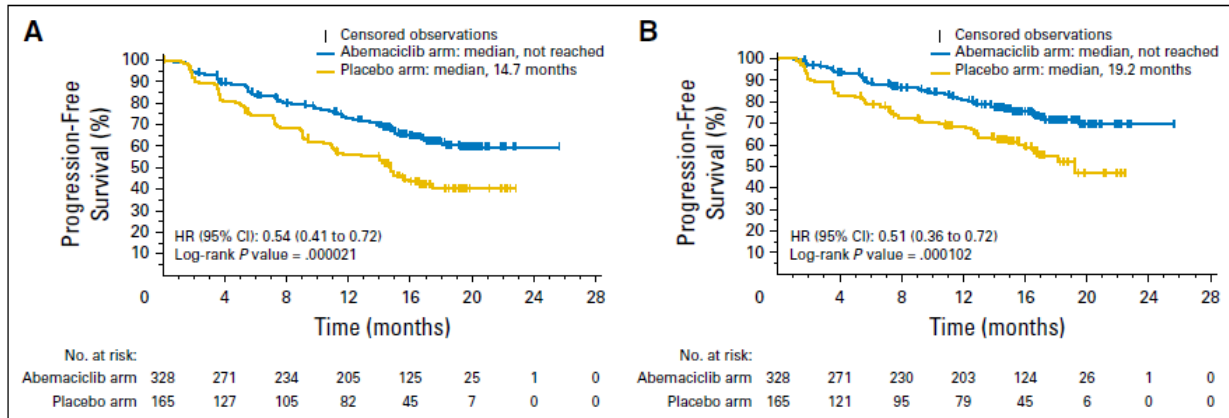 A
Censored observations
Abemaciclib arm: median, not reached
Placebo arm: median, 14.7 months
Progression-Free
Survival (%)
100
90
80
70
60
50
40
30
20
10
HR (95% CI): 0.54 (0.41 to 0.72)
Log-rank P value = .000021
0 4 8 12 16 20 24 28
Time (months)
No. at risk:
Abemaciclib arm 328 271 234 205 125 25 1 0
Placebo arm 165 127 105 82 45 7 0 0
B
Censored observations
Abemaciclib arm: median, not reached
Placebo arm: median, 19.2 months
Progression-Free
Survival (%)
100
90
80
70
60
50
40
30
20
10
HR (95% CI): 0.51 (0.36 to 0.72)
Log-rank P value = .000102
0 4 8 12 16 20 24 28
Time (months)
No. at risk:
Abemaciclib arm 328 271 230 203 124 26 1 0
Placebo arm 165 121 95 79 45 6 0 0